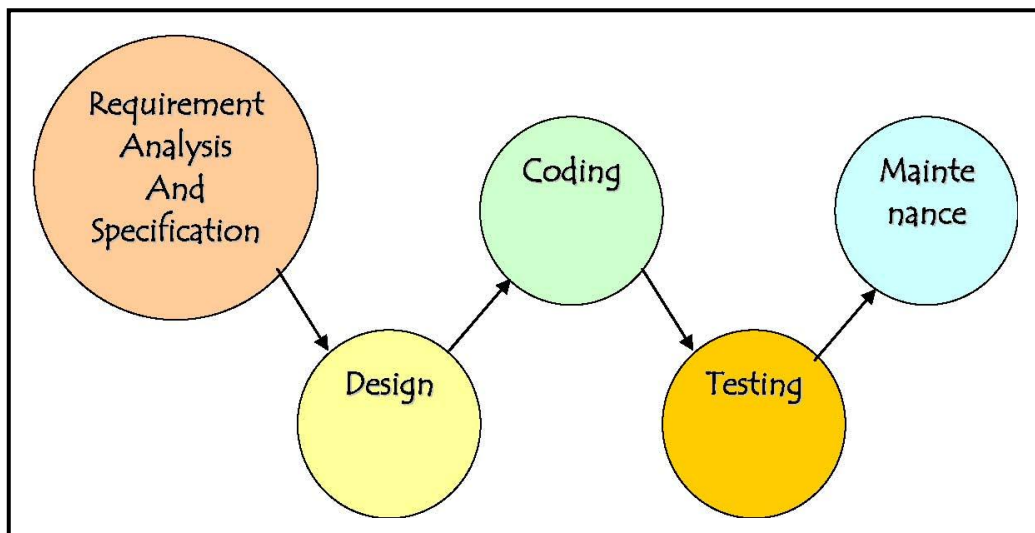 Requirement
Analysis
And
Specification
Design
Coding
Testing
Mainte
nance